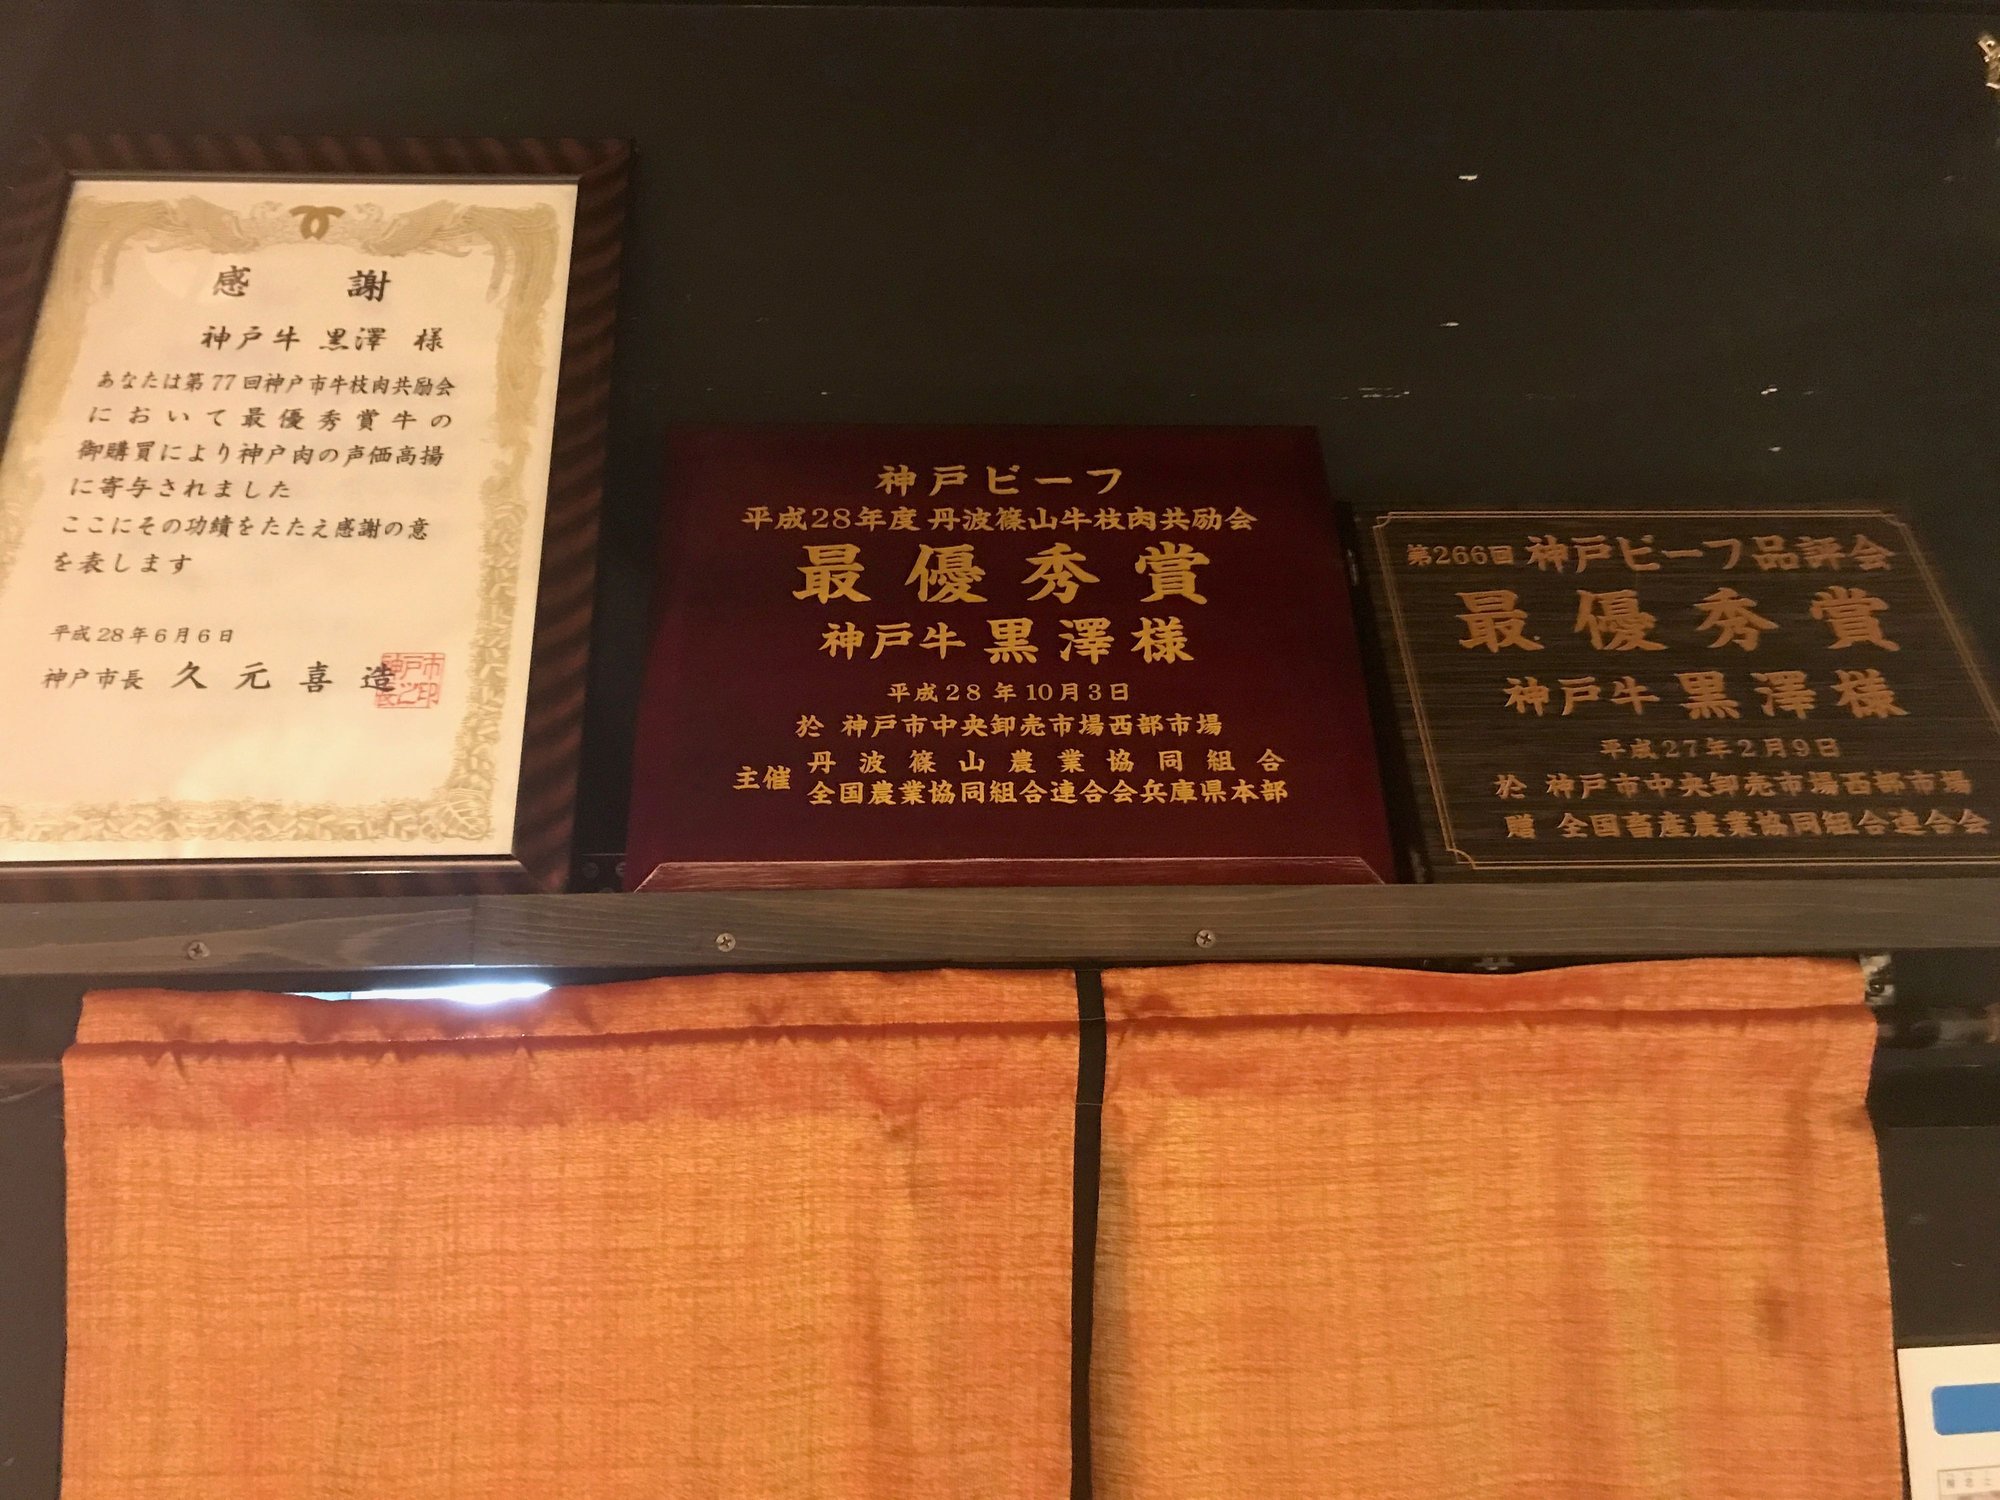 感謝
神戸牛 黒澤 様
あなたは第77回神戸市牛枝肉共励会
において最優秀賞牛の
御購買により神戸肉の声価高揚
に寄与されました
ここにその功績をたたえ感謝の意
を表します
平成28年6月6日
神戸市長 久元喜造
神戸ビーフ
平成28年度 丹波篠山牛枝肉共励会
最優秀賞
神戸牛 黒澤様
平成28年10月3日
於 神戸市中央卸売市場西部市場
主催 丹波篠山農業協同組合
全国農業協同組合連合会兵庫県本部
第266回 神戸ビーフ品評会
最優秀賞
神戸牛 黒澤様
平成27年2月9日
於 神戸市中央卸売市場西部市場
贈 全国畜産農業協同組合連合会